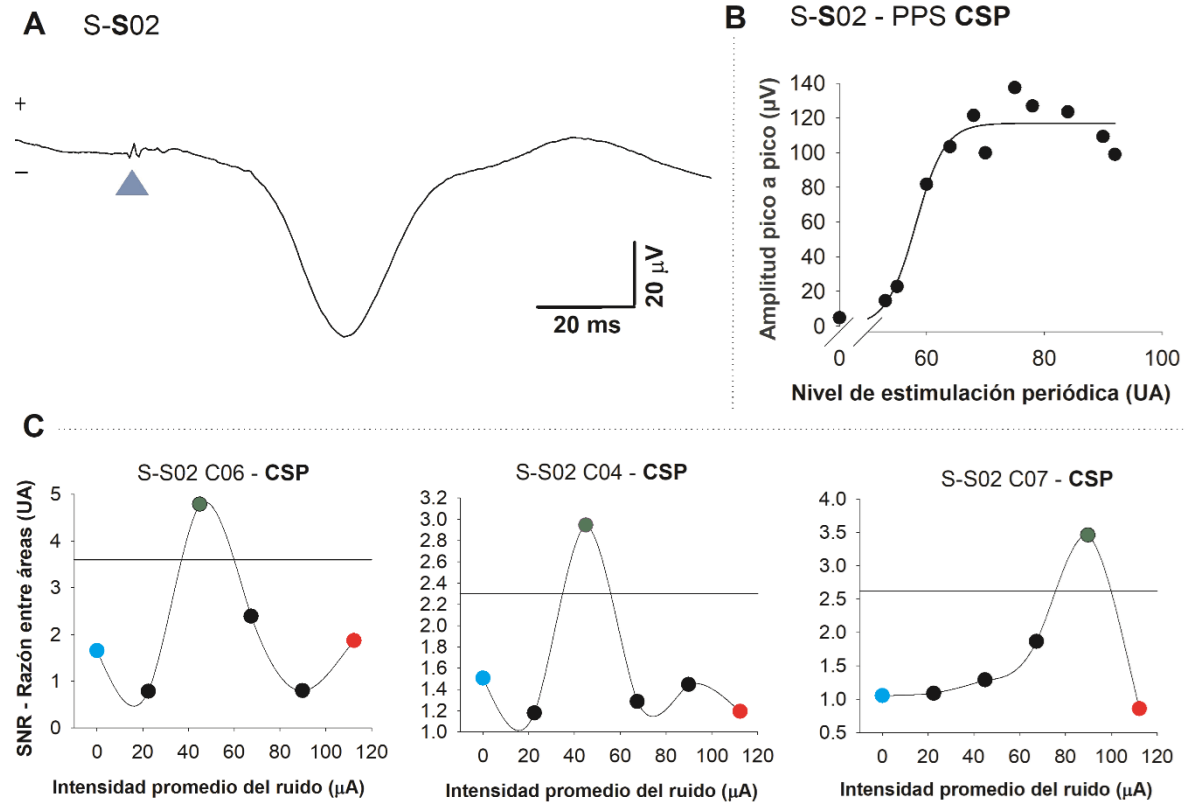 A S-S02
+
−
20 µV
20 ms
B S-S02 - PPS CSP
Amplitud pico a pico (µV)
140
120
100
80
60
40
20
0
0 60 80 100
Nivel de estimulación periódica (UA)
C
SNR - Razón entre áreas (UA)
S-S02 C06 - CSP
5
4
3
2
1
0
0 20 40 60 80 100 120
Intensidad promedio del ruido (µA)
S-S02 C04 - CSP
3.2
3.0
2.8
2.6
2.4
2.2
2.0
1.8
1.6
1.4
1.2
1.0
0 20 40 60 80 100 120
Intensidad promedio del ruido (µA)
S-S02 C07 - CSP
4.0
3.5
3.0
2.5
2.0
1.5
1.0
0.5
0 20 40 60 80 100 120
Intensidad promedio del ruido (µA)